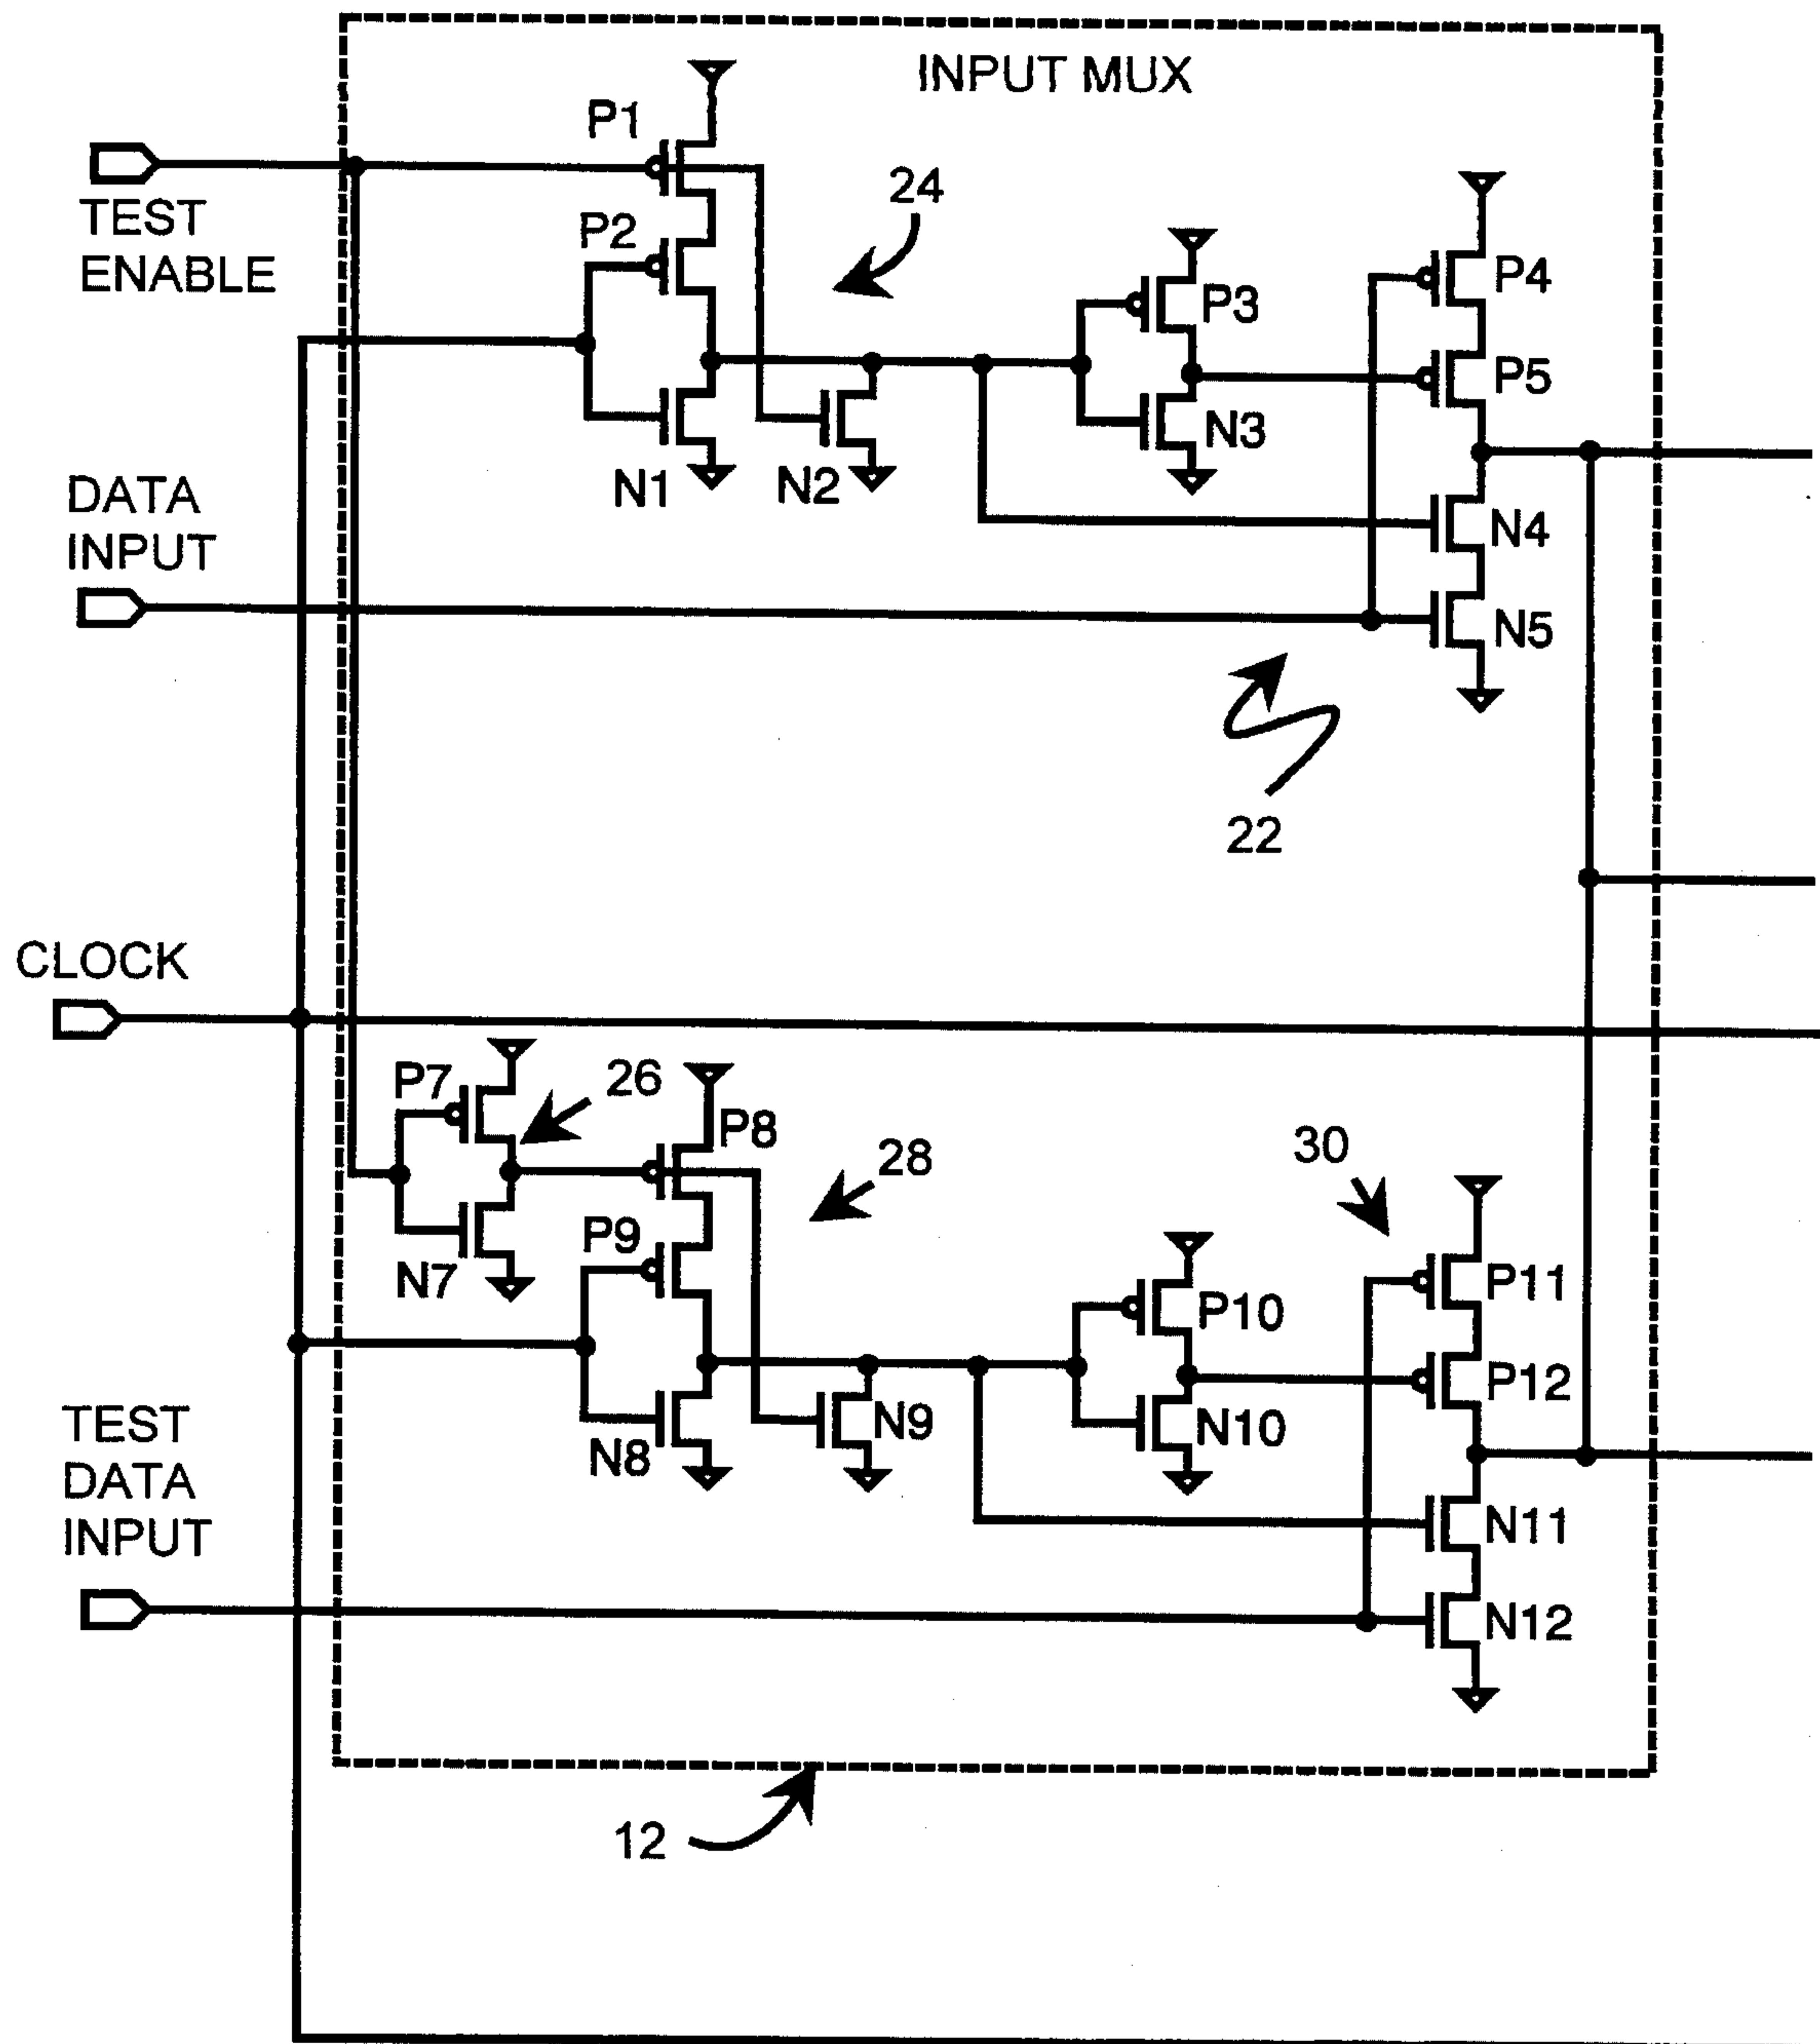 INPUT MUX
P1
24
TEST
ENABLE
P2
P3
P4
P5
N1
N2
N3
DATA
INPUT
N4
N5
22
CLOCK
P7
26
P8
28
30
P9
N7
P10
P11
P12
TEST
DATA
INPUT
N8
N9
N10
N11
N12
12